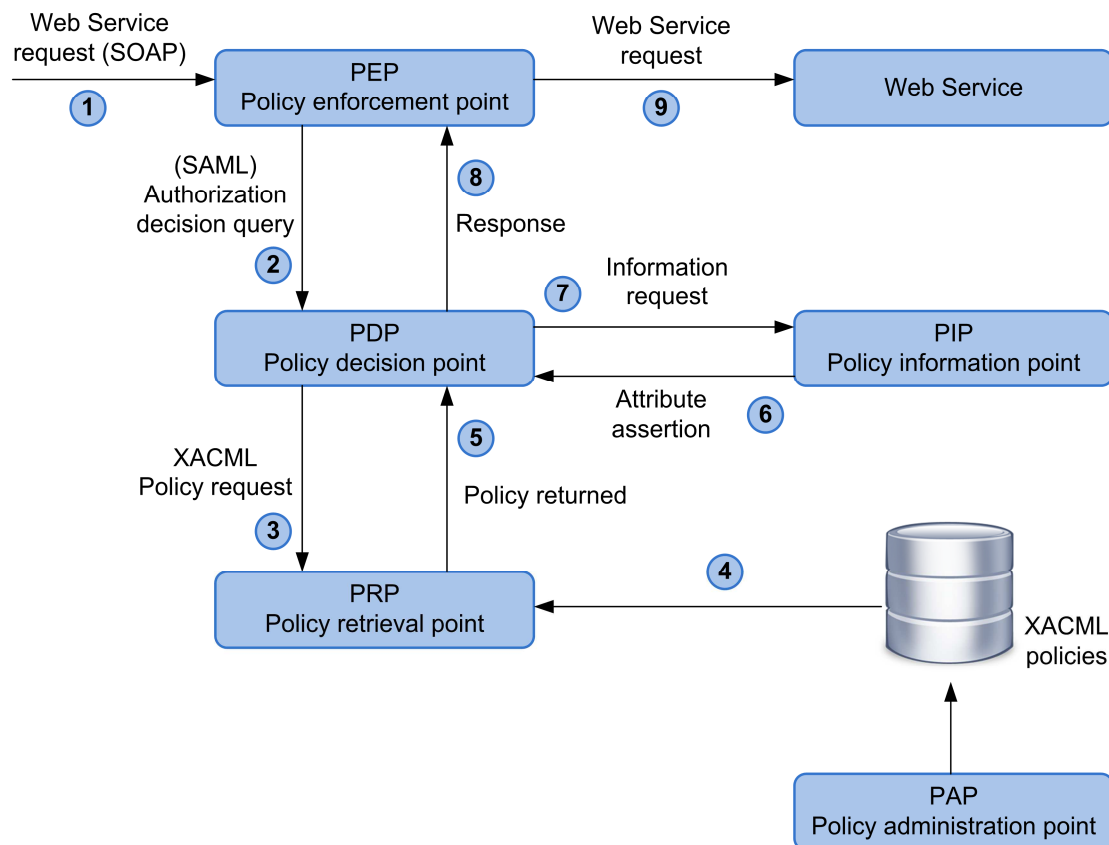 Web Service
request (SOAP)
1
PEP
Policy enforcement point
Web Service
request
9
Web Service
(SAML)
Authorization
decision query
2
8
Response
7
Information
request
PDP
Policy decision point
PIP
Policy information point
Attribute
assertion
6
5
XACML
Policy request
3
Policy returned
4
PRP
Policy retrieval point
XACML
policies
PAP
Policy administration point